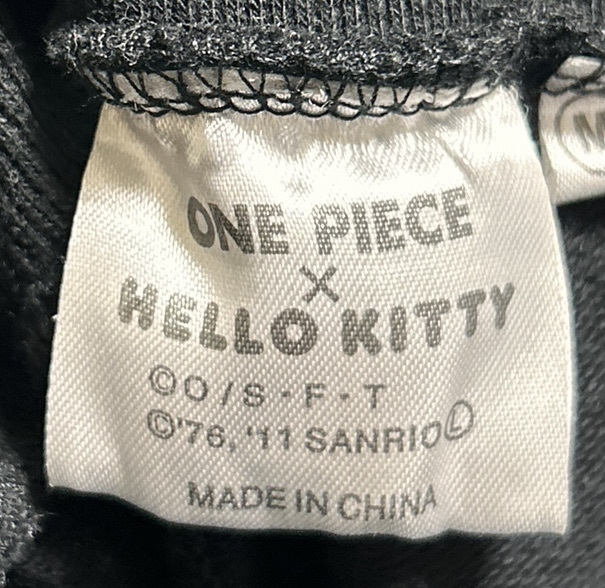 ONE PIECE
×
HELLO KITTY
©O/S・F・T
©'76,'11 SANRIO Ⓛ
MADE IN CHINA
M